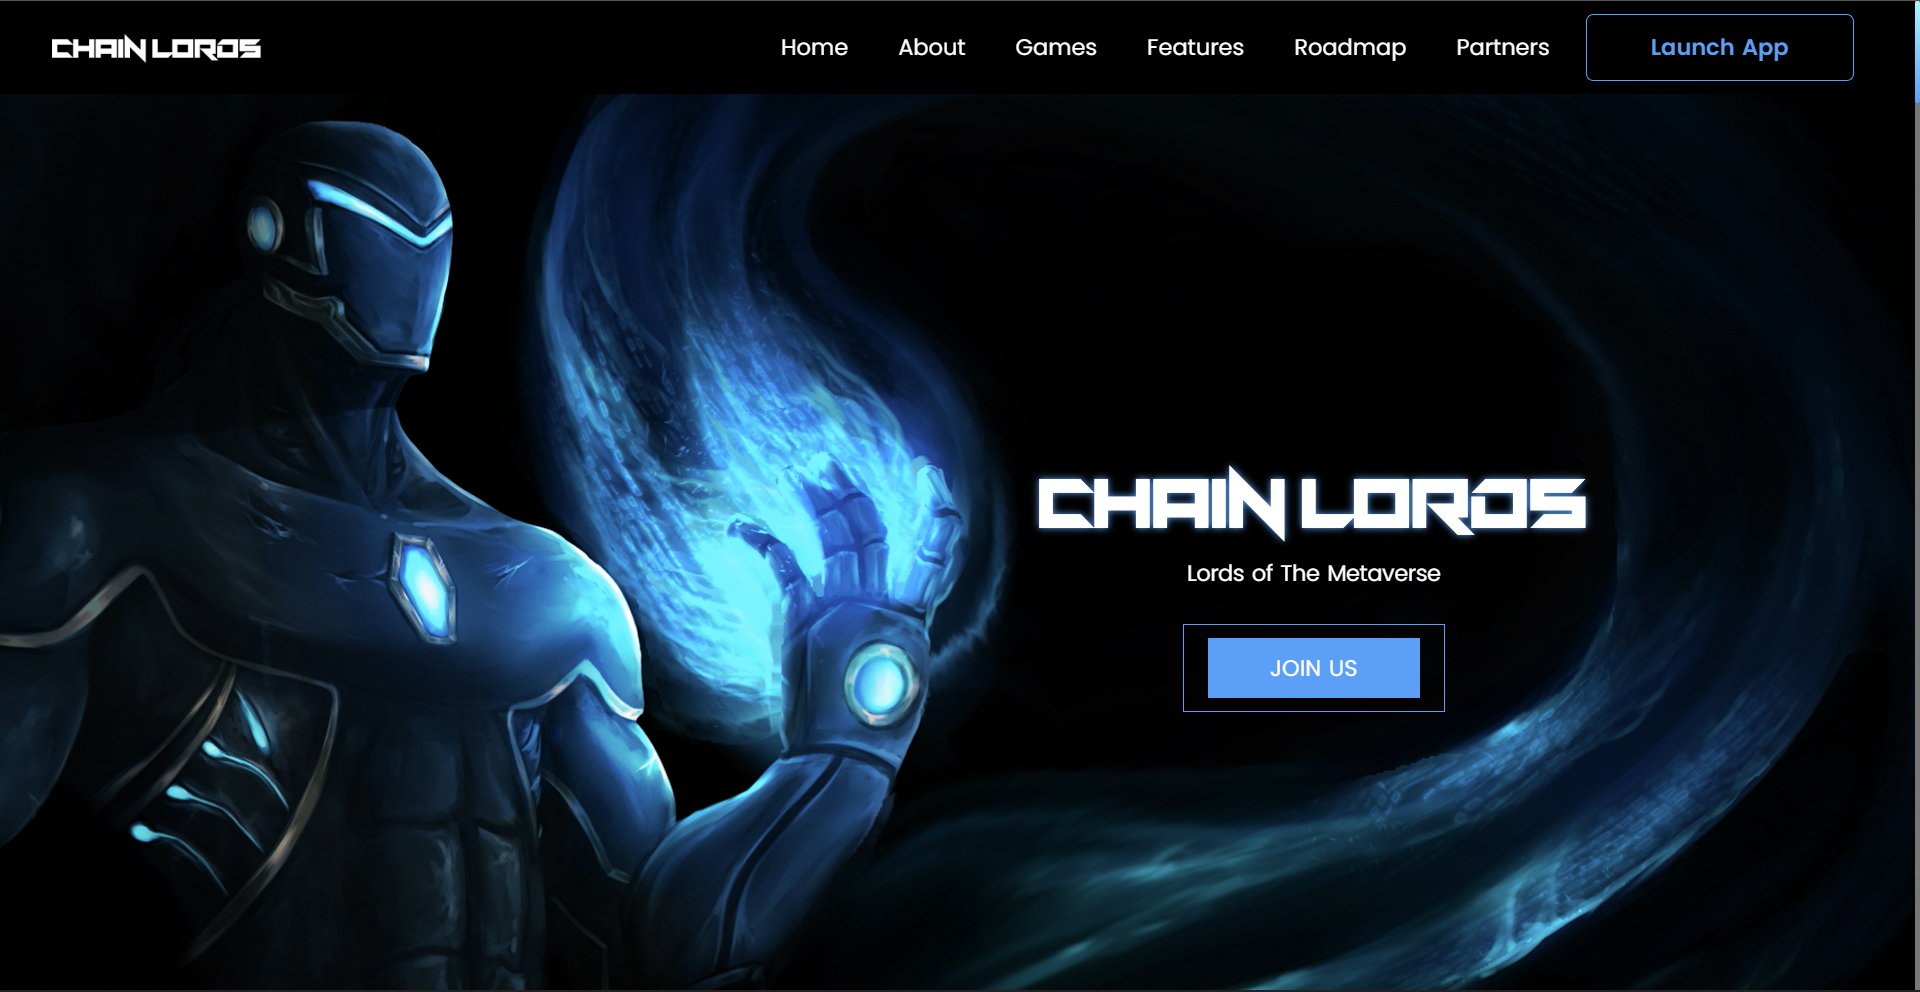 CHAIN LORDS
Home About Games Features Roadmap Partners Launch App
CHAIN LORDS
Lords of The Metaverse
JOIN US